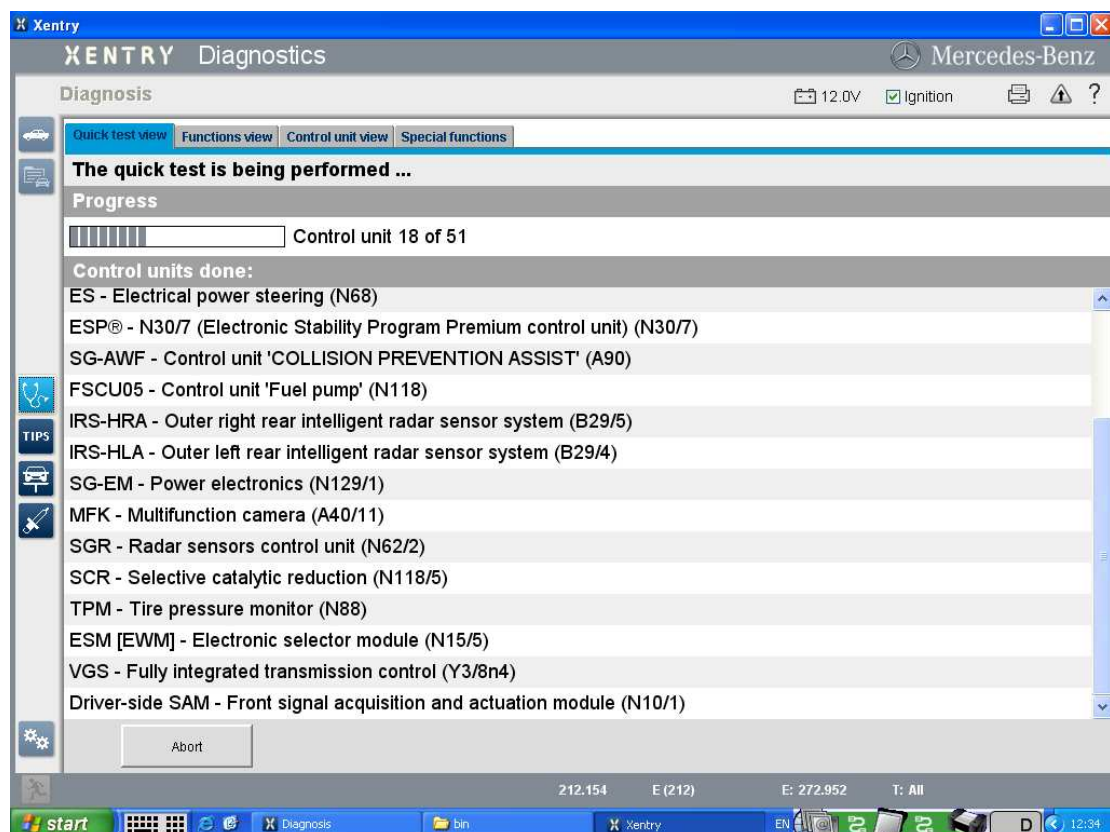 Xentry
XENTRY Diagnostics Mercedes-Benz
Diagnosis 12.0V Ignition ?
Quick test view Functions view Control unit view Special functions
The quick test is being performed ...
Progress
Control unit 18 of 51
Control units done:
ES - Electrical power steering (N68)
ESP® - N30/7 (Electronic Stability Program Premium control unit) (N30/7)
SG-AWF - Control unit 'COLLISION PREVENTION ASSIST' (A90)
FSCU05 - Control unit 'Fuel pump' (N118)
IRS-HRA - Outer right rear intelligent radar sensor system (B29/5)
IRS-HLA - Outer left rear intelligent radar sensor system (B29/4)
SG-EM - Power electronics (N129/1)
TIPS
MFK - Multifunction camera (A40/11)
SGR - Radar sensors control unit (N62/2)
SCR - Selective catalytic reduction (N118/5)
TPM - Tire pressure monitor (N88)
ESM [EWM] - Electronic selector module (N15/5)
VGS - Fully integrated transmission control (Y3/8n4)
Driver-side SAM - Front signal acquisition and actuation module (N10/1)
Abort
212.154 E (212) E: 272.952 T: All
start Diagnosis bin Xentry EN D 12:34